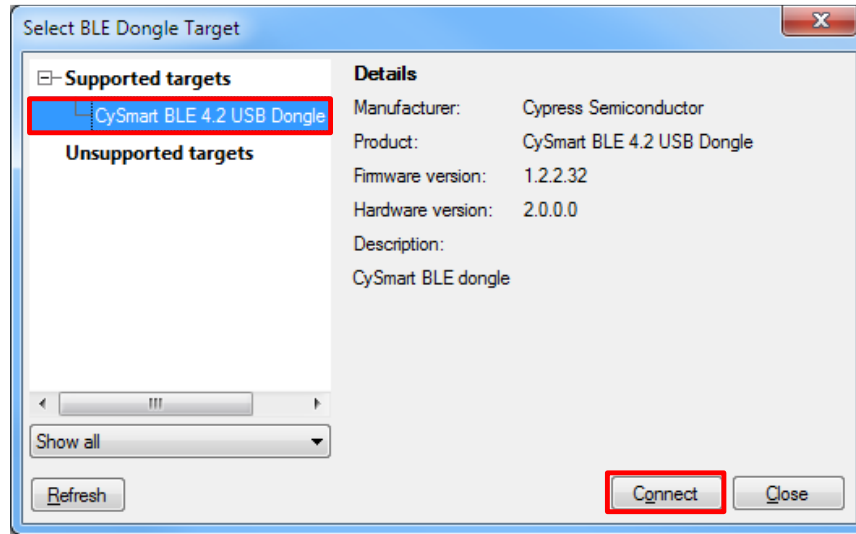 Select BLE Dongle Target
Supported targets
CySmart BLE 4.2 USB Dongle
Unsupported targets
Show all
Refresh
Details
Manufacturer: Cypress Semiconductor
Product: CySmart BLE 4.2 USB Dongle
Firmware version: 1.2.2.32
Hardware version: 2.0.0.0
Description:
CySmart BLE dongle
Connect Close